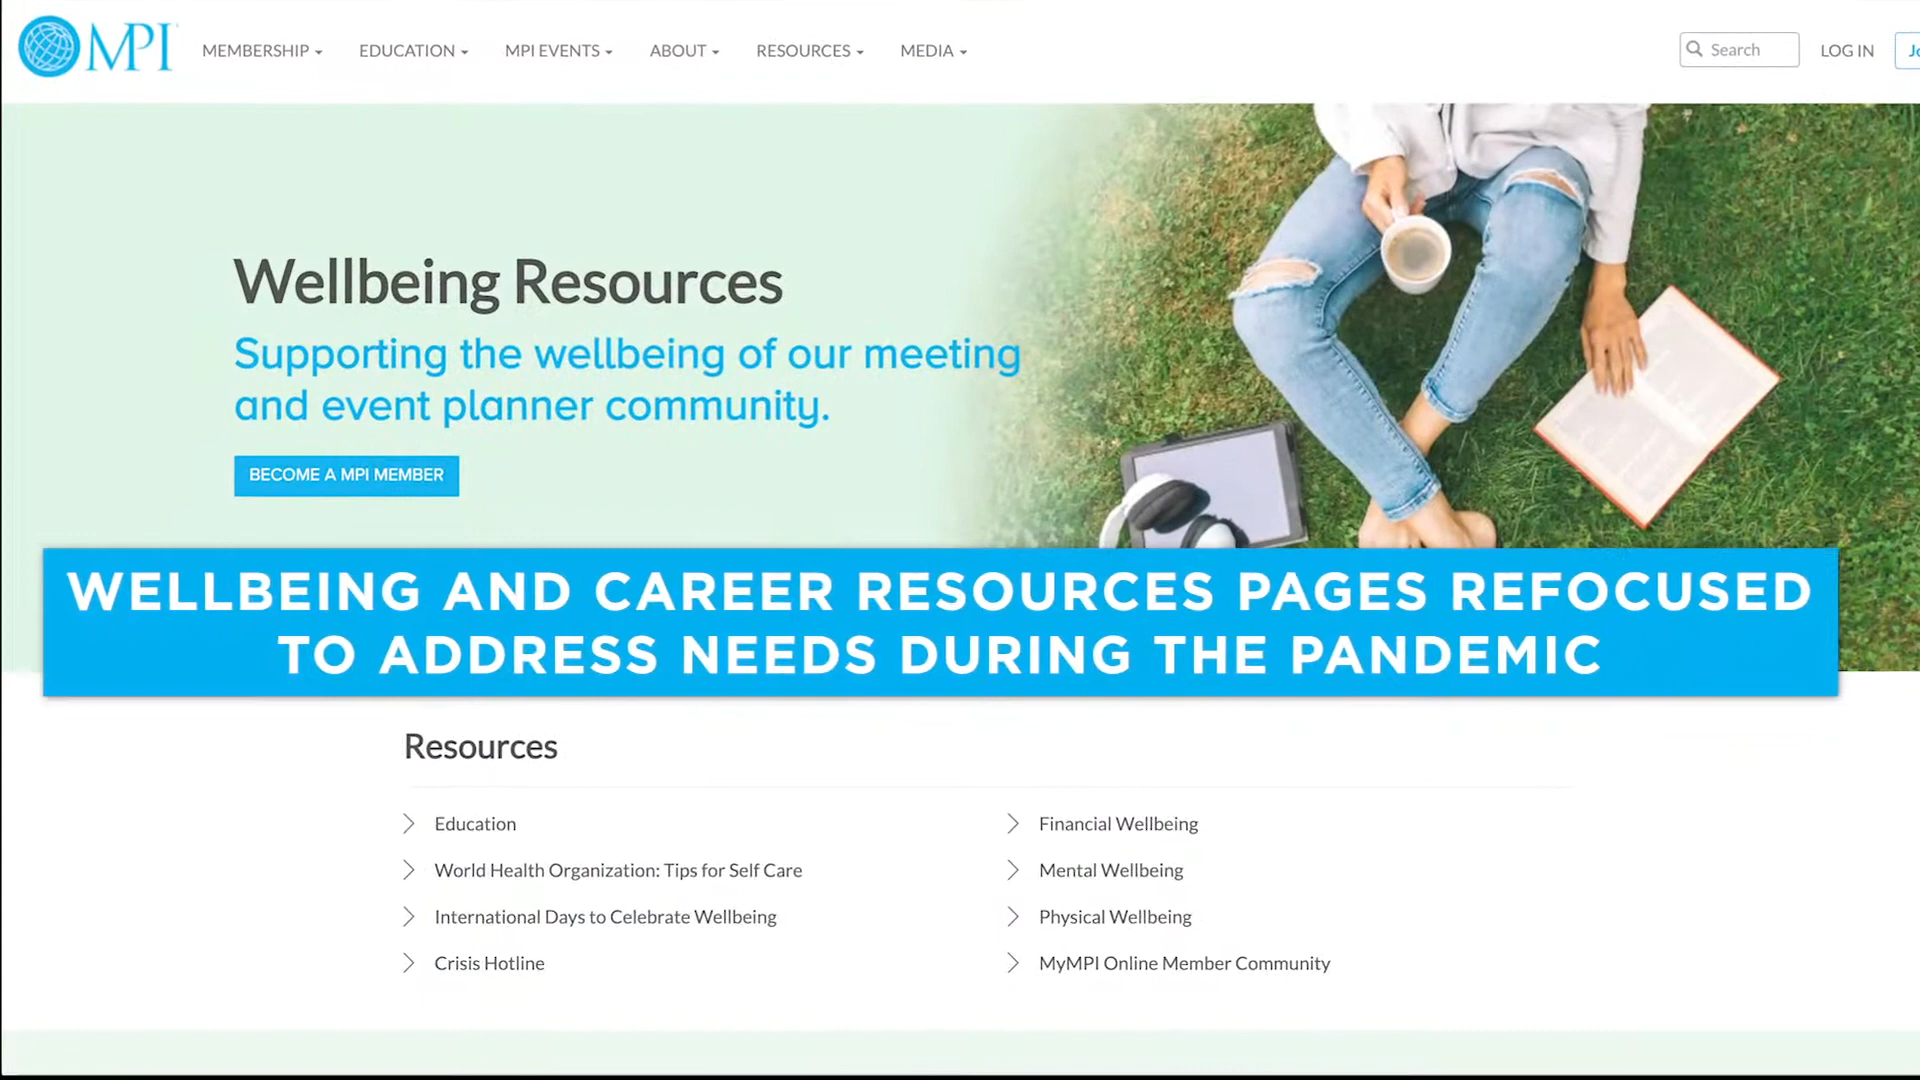 MPI
MEMBERSHIP
EDUCATION
MPI EVENTS
ABOUT
RESOURCES
MEDIA
Search
LOG IN
Wellbeing Resources
Supporting the wellbeing of our meeting
and event planner community.
BECOME A MPI MEMBER
WELLBEING AND CAREER RESOURCES PAGES REFOCUSED
TO ADDRESS NEEDS DURING THE PANDEMIC
Resources
Education
World Health Organization: Tips for Self Care
International Days to Celebrate Wellbeing
Crisis Hotline
Financial Wellbeing
Mental Wellbeing
Physical Wellbeing
MyMPI Online Member Community